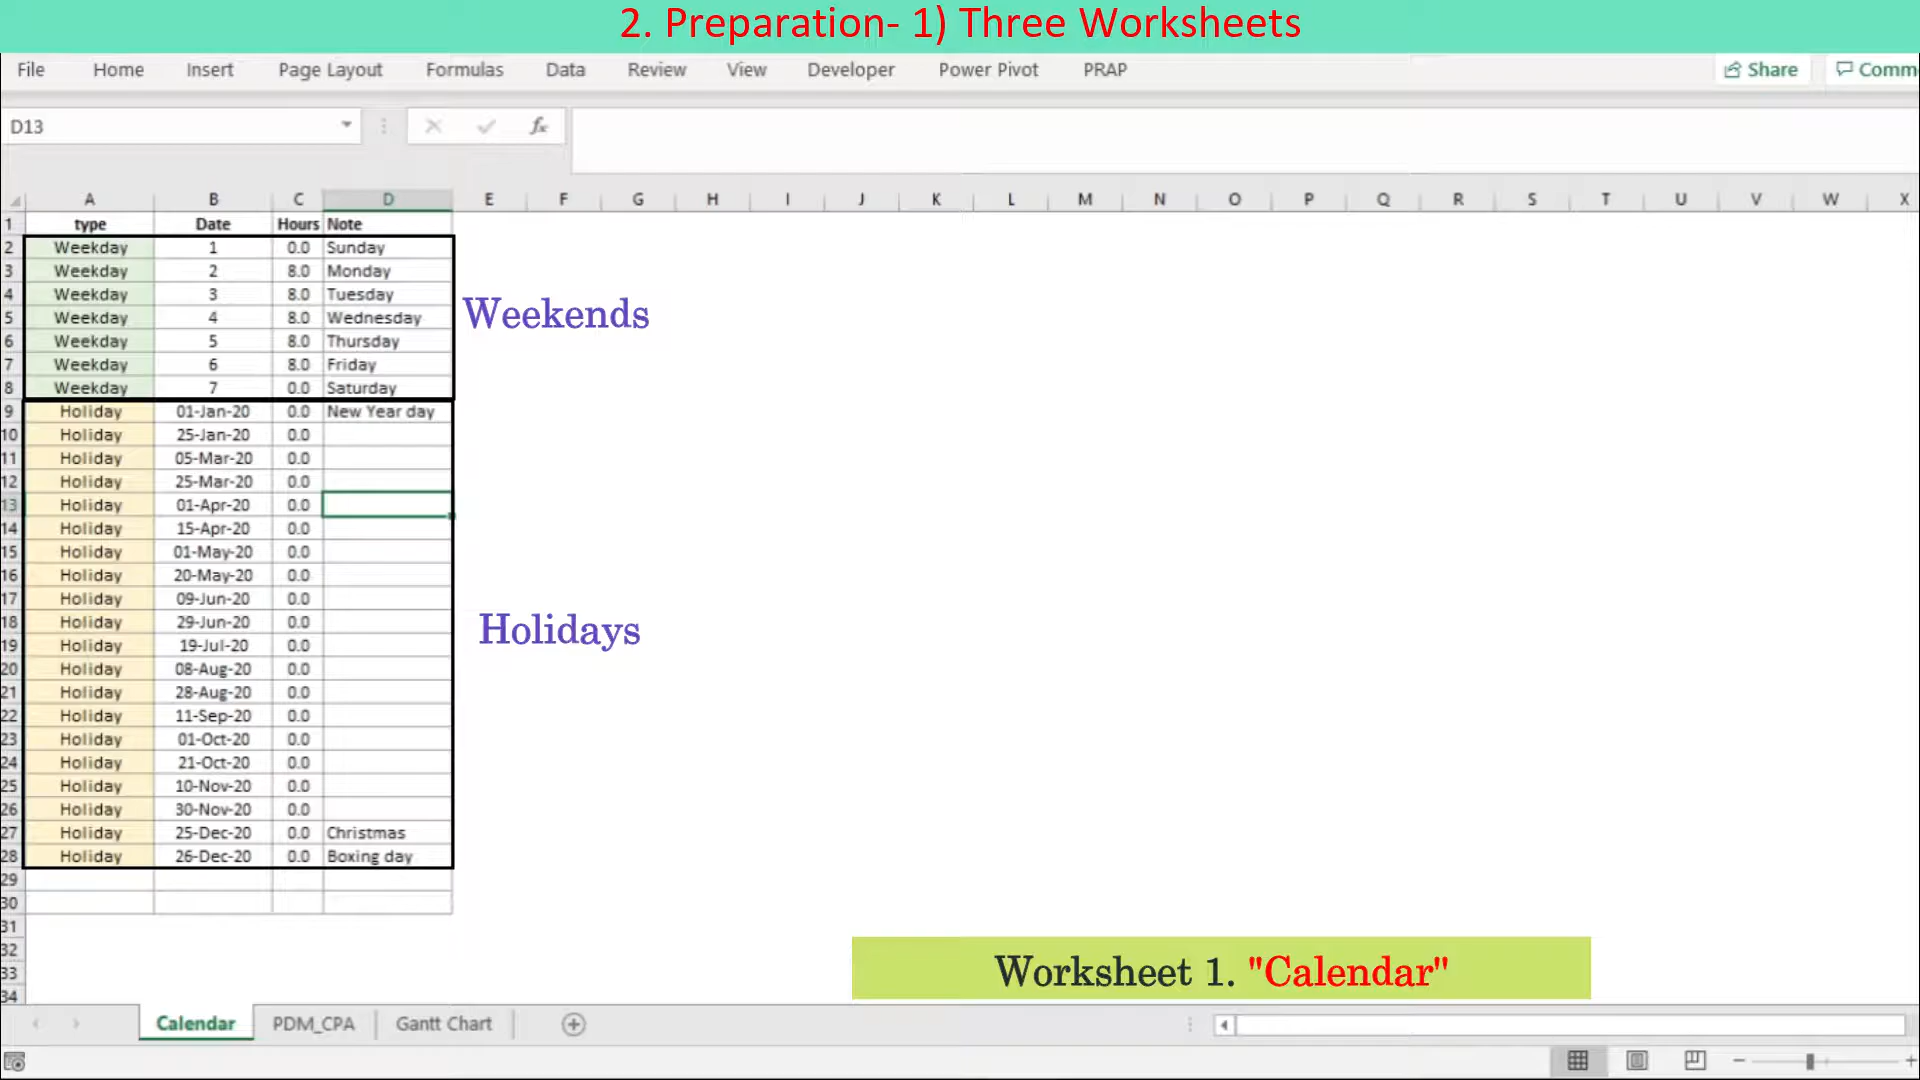 2. Preparation- 1) Three Worksheets
File Home Insert Page Layout Formulas Data Review View Developer Power Pivot PRAP Share Comm
D13 fx
A B C D E F G H I J K L M N O P Q R S T U V W X
1 type Date Hours Note
2 Weekday 1 0.0 Sunday
3 Weekday 2 8.0 Monday
4 Weekday 3 8.0 Tuesday
5 Weekday 4 8.0 Wednesday
6 Weekday 5 8.0 Thursday
7 Weekday 6 8.0 Friday
8 Weekday 7 0.0 Saturday
Weekends
9 Holiday 01-Jan-20 0.0 New Year day
10 Holiday 25-Jan-20 0.0
11 Holiday 05-Mar-20 0.0
12 Holiday 25-Mar-20 0.0
13 Holiday 01-Apr-20 0.0
14 Holiday 15-Apr-20 0.0
15 Holiday 01-May-20 0.0
16 Holiday 20-May-20 0.0
17 Holiday 09-Jun-20 0.0
18 Holiday 29-Jun-20 0.0
19 Holiday 19-Jul-20 0.0
20 Holiday 08-Aug-20 0.0
21 Holiday 28-Aug-20 0.0
22 Holiday 11-Sep-20 0.0
23 Holiday 01-Oct-20 0.0
24 Holiday 21-Oct-20 0.0
25 Holiday 10-Nov-20 0.0
26 Holiday 30-Nov-20 0.0
27 Holiday 25-Dec-20 0.0 Christmas
28 Holiday 26-Dec-20 0.0 Boxing day
Holidays
29
30
31
32
33
34
Worksheet 1. "Calendar"
Calendar PDM_CPA Gantt Chart